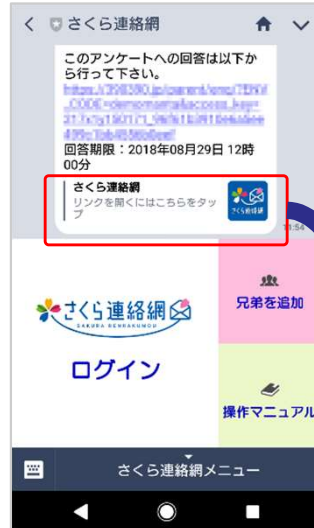 さくら連絡網
このアンケートへの回答は以下か
ら行って下さい。
回答期限：2018年08月29日 12時
00分
さくら連絡網
リンクを開くにはこちらをタッ
プ
さくら連絡網
11:54
さくら連絡網
SAKURA RENRAKUMOU
ログイン
兄弟を追加
操作マニュアル
さくら連絡網メニュー